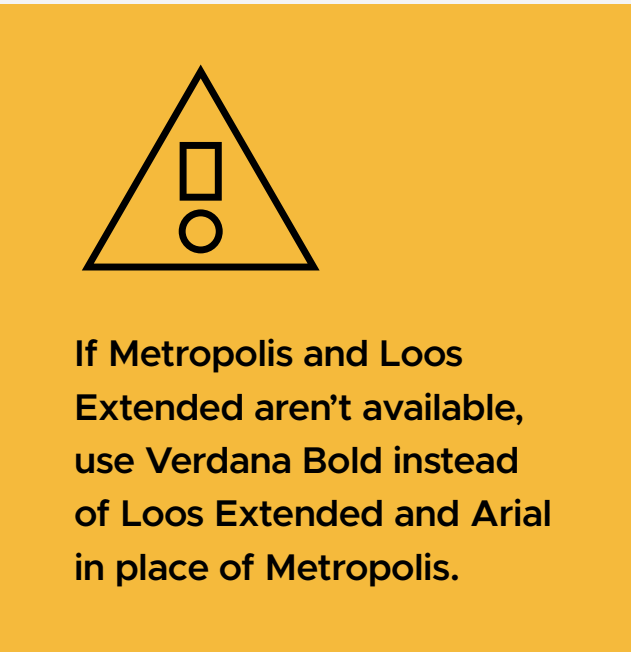 If Metropolis and Loos
Extended aren’t available,
use Verdana Bold instead
of Loos Extended and Arial
in place of Metropolis.